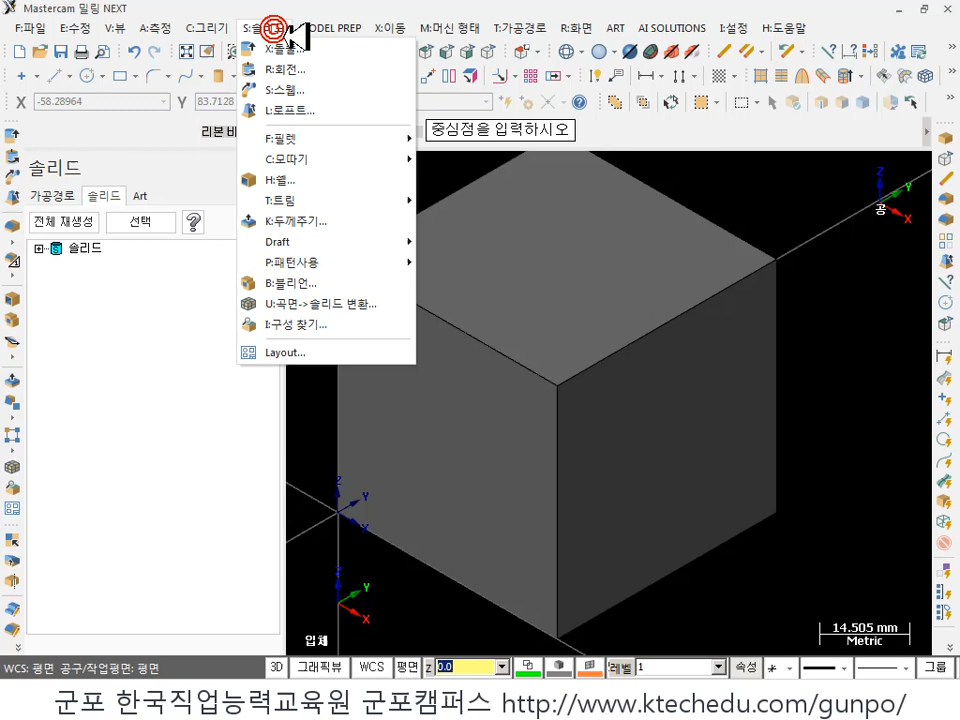 Mastercam 밀링 NEXT
F:파일 E:수정 V:뷰 A:측정 C:그리기 MODEL PREP X:이동 M:머신 형태 T:가공경로 R:화면 ART AI SOLUTIONS I:설정 H:도움말
X -58.28964 Y 83.7128
리본 바
중심점을 입력하시오
솔리드
가공경로 솔리드 Art
전체 재생성 선택 ?
솔리드
R:회전...
S:스웹...
L:로프트...
F:필렛
C:모따기
H:쉘...
T:트림
K:두께주기...
Draft
P:패턴사용
B:불리언...
U:곡면->솔리드 변환...
I:구성 찾기...
Layout...
Z
Y
X
공
Z
Y
X
Z
Y
X
입체
14.505 mm
Metric
WCS: 평면 공구/작업평면: 평면 3D 그래픽뷰 WCS 평면 Z 0.0 레벨 1 속성 그룹
군포 한국직업능력교육원 군포캠퍼스 http://www.ktechedu.com/gunpo/